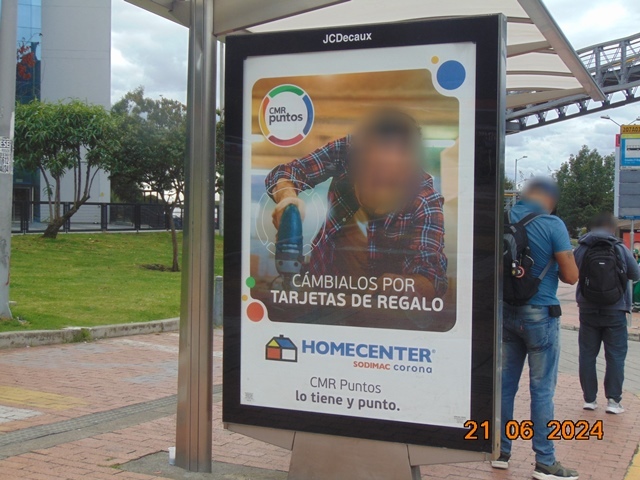 JCDecaux
CMR
puntos
CÁMBIALOS POR
TARJETAS DE REGALO
HOMECENTER
SODIMAC corona
CMR Puntos
lo tiene y punto.
21 06 2024